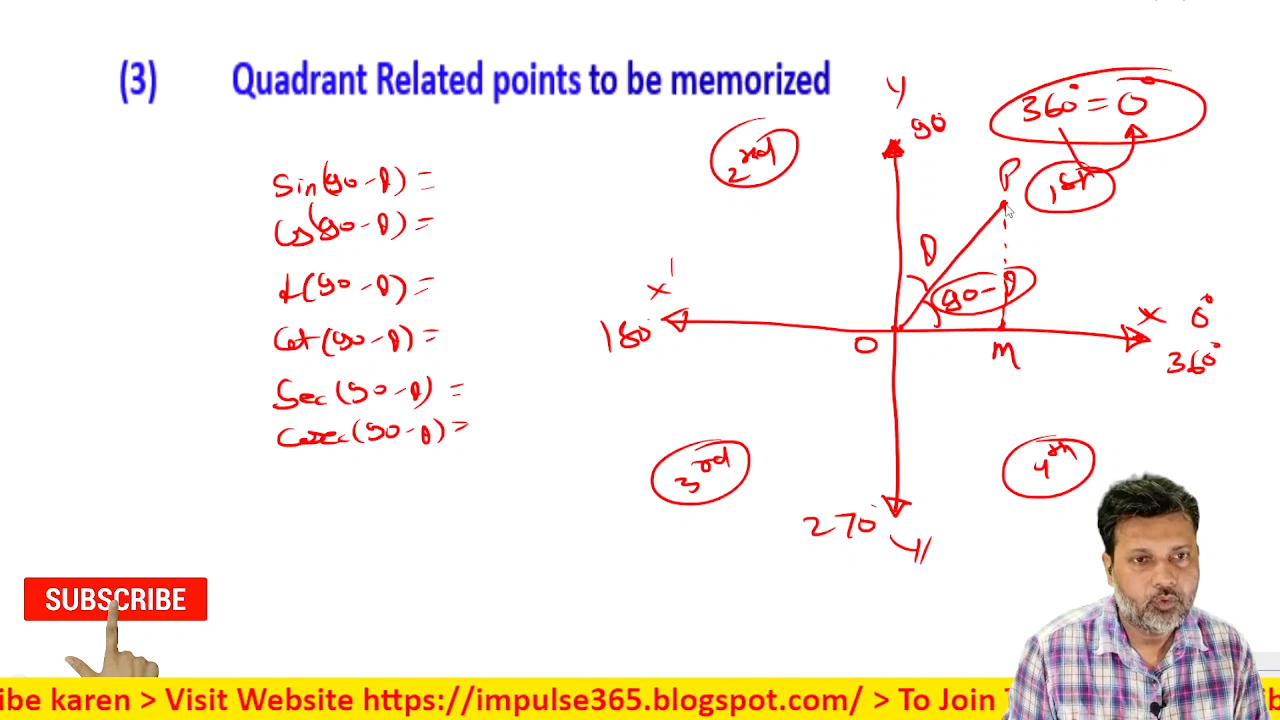 (3) Quadrant Related points to be memorized
Sin(90-θ) =
Cos(90-θ) =
t(90-θ) =
Cot(90-θ) =
Sec(90-θ) =
Cosec(90-θ) =
Y
90°
360° = 0°
2nd
1st
P
θ
90-θ
X'
180°
O
M
X 0°
360°
3rd
4th
270°
Y'
SUBSCRIBE
ibe karen > Visit Website https://impulse365.blogspot.com/ > To Join